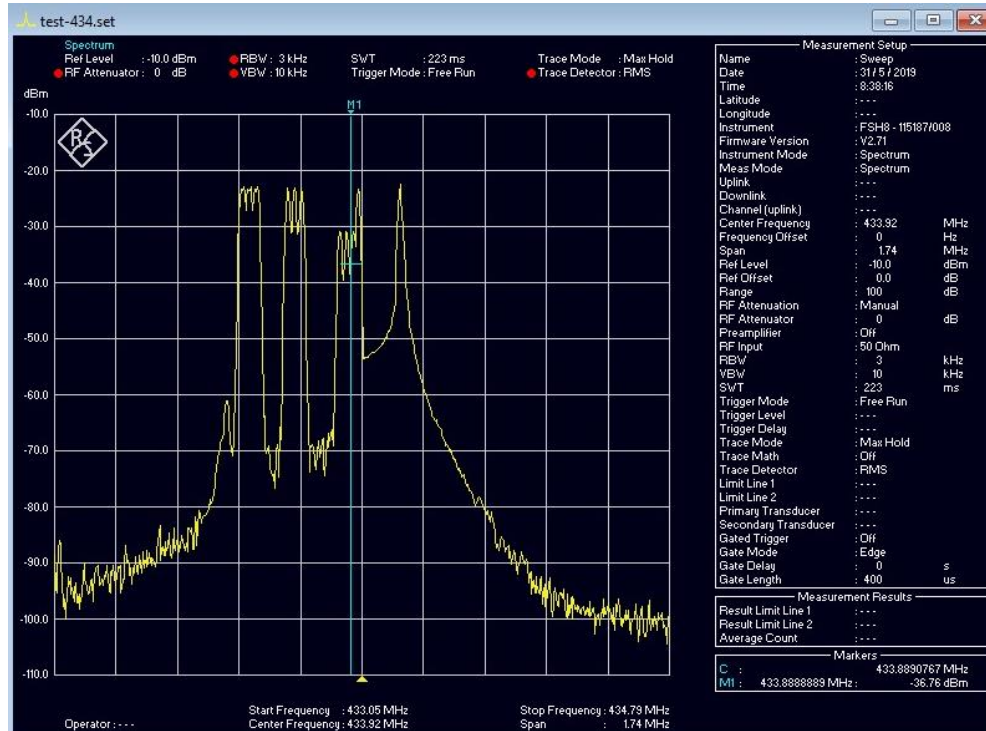 test-434.set
Spectrum
Ref Level : -10.0 dBm RBW : 3 kHz SWT : 223 ms Trace Mode : Max Hold
RF Attenuator : 0 dB VBW : 10 kHz Trigger Mode : Free Run Trace Detector : RMS
dBm
M1
-10.0
R S
-20.0
-30.0
-40.0
-50.0
-60.0
-70.0
-80.0
-90.0
-100.0
-110.0
Start Frequency : 433.05 MHz Stop Frequency : 434.79 MHz
Operator : --- Center Frequency : 433.92 MHz Span : 1.74 MHz
Measurement Setup
Name : Sweep
Date : 31 / 5 / 2019
Time : 8:38:16
Latitude : ---
Longitude : ---
Instrument : FSH8 - 115187/008
Firmware Version : V2.71
Instrument Mode : Spectrum
Meas Mode : Spectrum
Uplink : ---
Downlink : ---
Channel (uplink) : ---
Center Frequency : 433.92 MHz
Frequency Offset : 0 Hz
Span : 1.74 MHz
Ref Level : -10.0 dBm
Ref Offset : 0.0 dB
Range : 100 dB
RF Attenuation : Manual
RF Attenuator : 0 dB
Preamplifier : Off
RF Input : 50 Ohm
RBW : 3 kHz
VBW : 10 kHz
SWT : 223 ms
Trigger Mode : Free Run
Trigger Level : ---
Trigger Delay : ---
Trace Mode : Max Hold
Trace Math : Off
Trace Detector : RMS
Limit Line 1 : ---
Limit Line 2 : ---
Primary Transducer : ---
Secondary Transducer : ---
Gated Trigger : Off
Gate Mode : Edge
Gate Delay : 0 s
Gate Length : 400 us
Measurement Results
Result Limit Line 1 : ---
Result Limit Line 2 : ---
Average Count : ---
Markers
C : 433.8890767 MHz
M1 : 433.8888889 MHz : -36.76 dBm